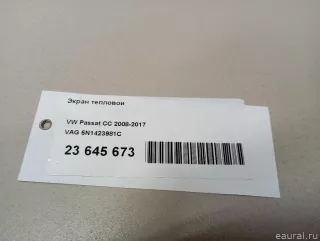 Экран тепловой
VW Passat CC 2008-2017
VAG 5N1423981C
23 645 673
eaural.ru